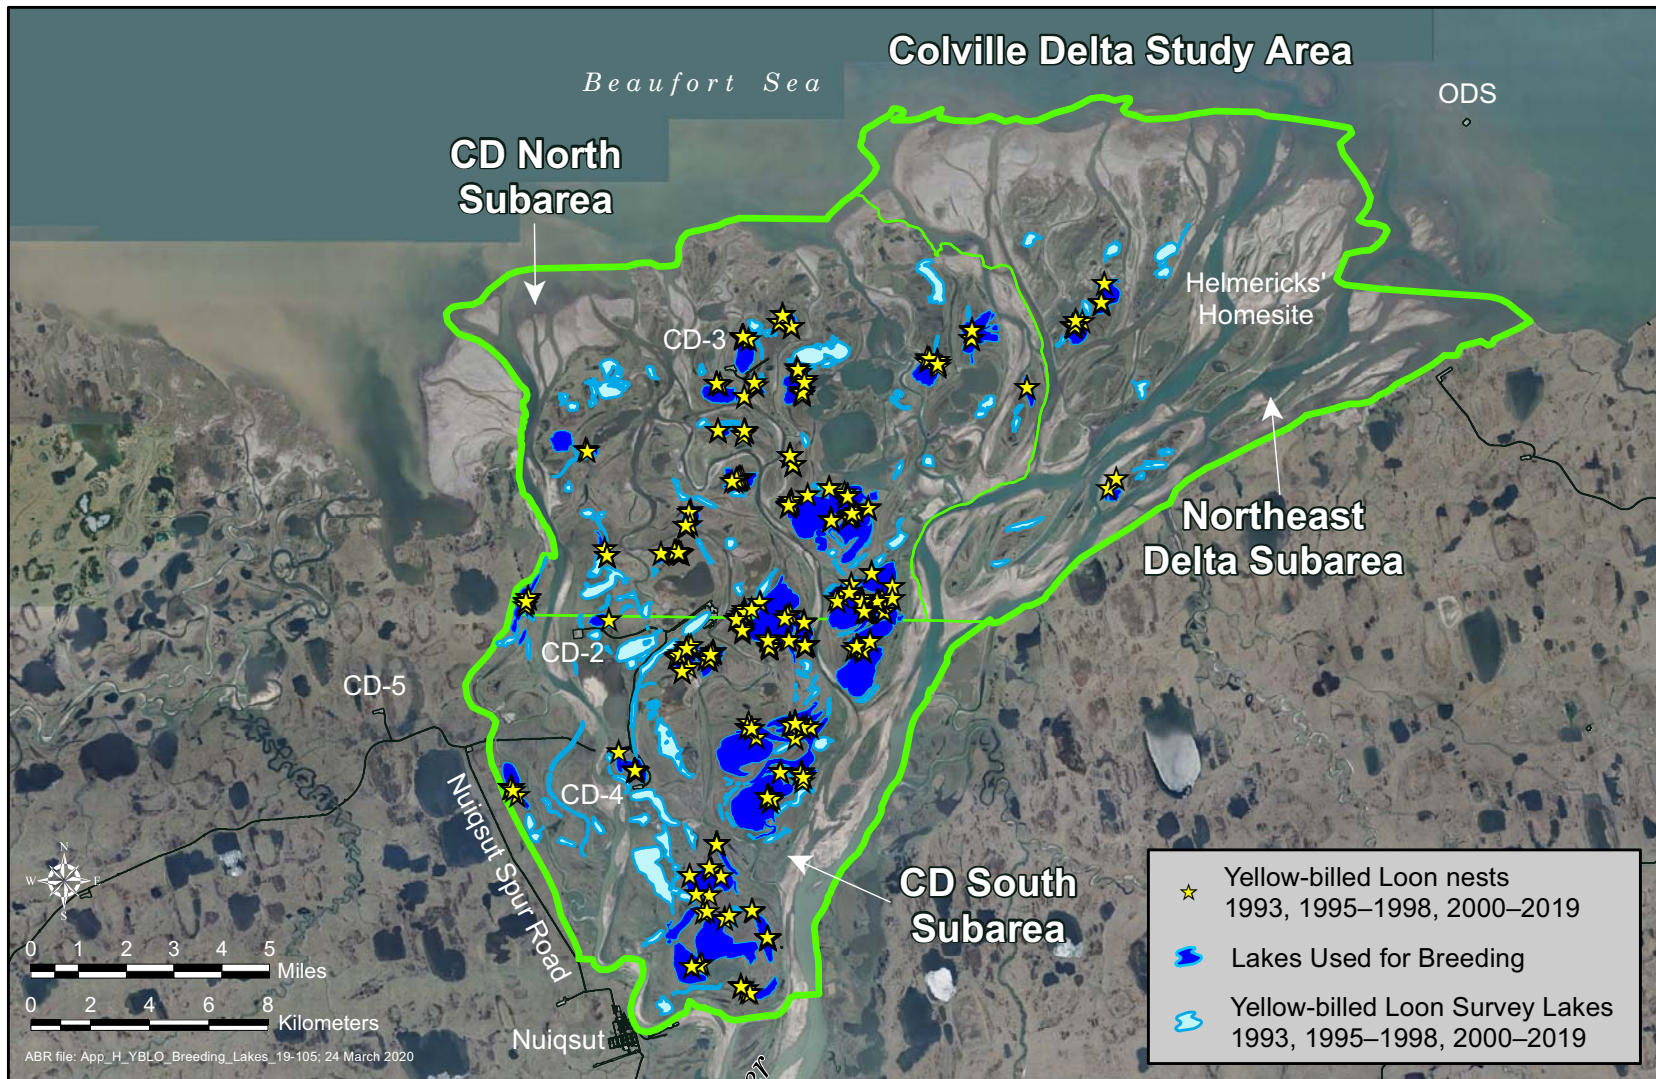 Colville Delta Study Area
Beaufort Sea
ODS
CD North
Subarea
Helmericks'
Homesite
CD-3
Northeast
Delta Subarea
CD-2
CD-5
CD-4
Nuiqsut Spur Road
CD South
Subarea
N
W E
S
0 1 2 3 4 5
Miles
0 2 4 6 8
Kilometers
Nuiqsut
ABR file: App_H_YBLO_Breeding_Lakes_19-105; 24 March 2020
Yellow-billed Loon nests
1993, 1995–1998, 2000–2019
Lakes Used for Breeding
Yellow-billed Loon Survey Lakes
1993, 1995–1998, 2000–2019